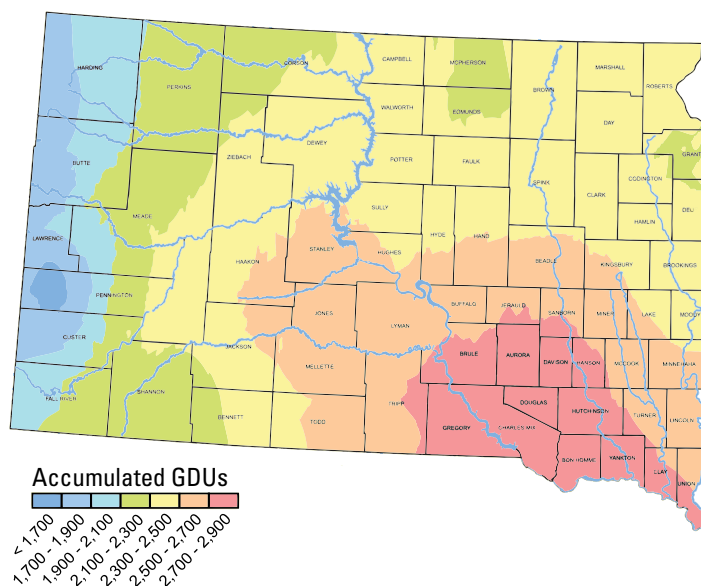 HARDING
PERKINS
CORSON
CAMPBELL
MCPHERSON
BROWN
MARSHALL
ROBERTS
WALWORTH
EDMUNDS
DAY
DEWEY
ZIEBACH
BUTTE
POTTER
FAULK
SPINK
CLARK
CODINGTON
GRANT
HAMLIN
DEU
MEADE
SULLY
HYDE
HAND
LAWRENCE
STANLEY
HUGHES
HAAKON
BEADLE
KINGSBURY
BROOKINGS
PENNINGTON
BUFFALO
JERAULD
SANBORN
MINER
LAKE
MOODY
JONES
LYMAN
CUSTER
JACKSON
BRULE
AURORA
DAVISON
HANSON
MCCOOK
MINNEHAHA
MELLETTE
FALL RIVER
SHANNON
TRIPP
DOUGLAS
HUTCHINSON
TURNER
LINCOLN
BENNETT
TODD
GREGORY
CHARLES MIX
BON HOMME
YANKTON
CLAY
UNION
Accumulated GDUs
< 1,700
1,700 - 1,900
1,900 - 2,100
2,100 - 2,300
2,300 - 2,500
2,500 - 2,700
2,700 - 2,900